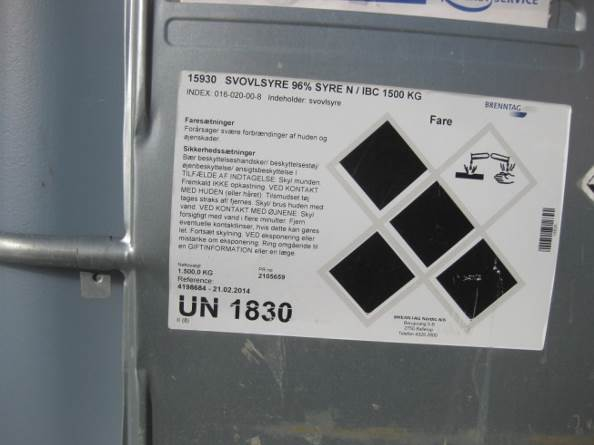 SERVICE
15930 SVOVLSYRE 96% SYRE N / IBC 1500 KG
INDEX: 016-020-00-8 Indeholder: svovlsyre
BRENNTAG
Fare
Faresætninger
Forårsager svære forbrændinger af huden og
øjenskader.
Sikkerhedssætninger
Bær beskyttelseshandsker/ beskyttelsestøj/
øjenbeskyttelse/ ansigtsbeskyttelse I
TILFÆLDE AF INDTAGELSE: Skyl munden.
Fremkald IKKE opkastning. VED KONTAKT
MED HUDEN (eller håret): Tilsmudset tøj
tages straks af/fjernes. Skyl/ brus huden med
vand. VED KONTAKT MED ØJNENE: Skyl
forsigtigt med vand i flere minutter. Fjern
eventuelle kontaktlinser, hvis dette kan gøres
let. Fortsæt skylning. VED eksponering eller
mistanke om eksponering: Ring omgående til
en GIFTINFORMATION eller en læge.
Nettovægt
PR-nr.
1.500,0 KG
2105659
Reference:
4198684 - 21.02.2014
UN 1830
BRENNTAG Nordic A/S
Borupvang 5 B
2750 Ballerup